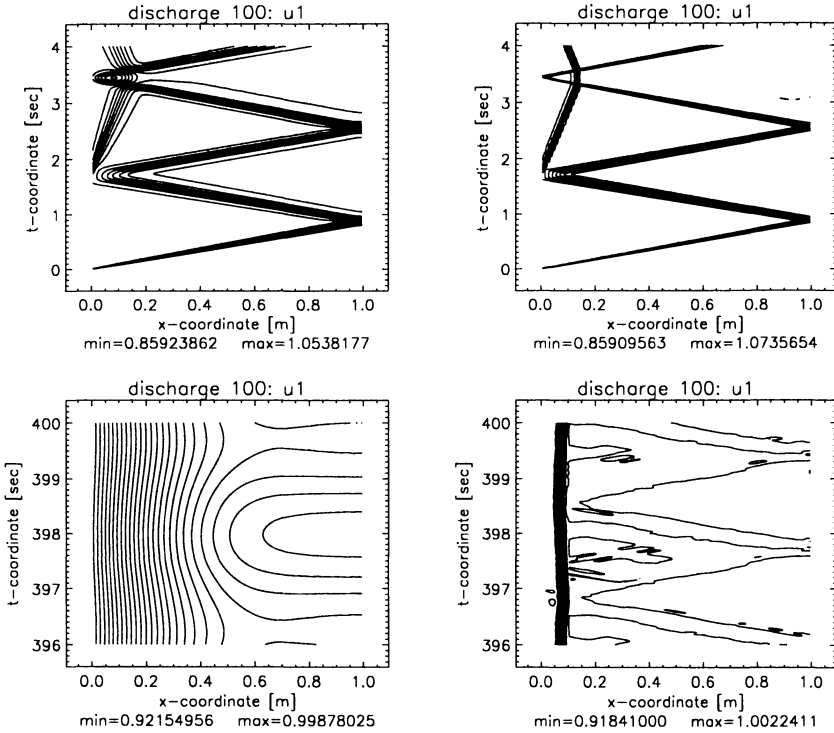 discharge 100: u1
t-coordinate [sec]
4
3
2
1
0
0.0 0.2 0.4 0.6 0.8 1.0
x-coordinate [m]
min=0.85923862 max=1.0538177
discharge 100: u1
t-coordinate [sec]
4
3
2
1
0
0.0 0.2 0.4 0.6 0.8 1.0
x-coordinate [m]
min=0.85909563 max=1.0735654
discharge 100: u1
t-coordinate [sec]
400
399
398
397
396
0.0 0.2 0.4 0.6 0.8 1.0
x-coordinate [m]
min=0.92154956 max=0.99878025
discharge 100: u1
t-coordinate [sec]
400
399
398
397
396
0.0 0.2 0.4 0.6 0.8 1.0
x-coordinate [m]
min=0.91841000 max=1.0022411